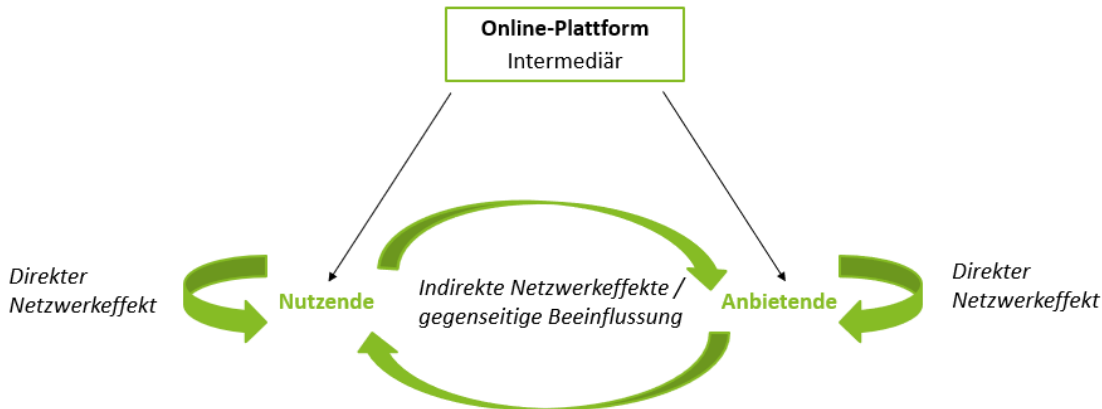 Online-Plattform
Intermediär
Direkter
Netzwerkeffekt
Nutzende
Indirekte Netzwerkeffekte /
gegenseitige Beeinflussung
Anbietende
Direkter
Netzwerkeffekt